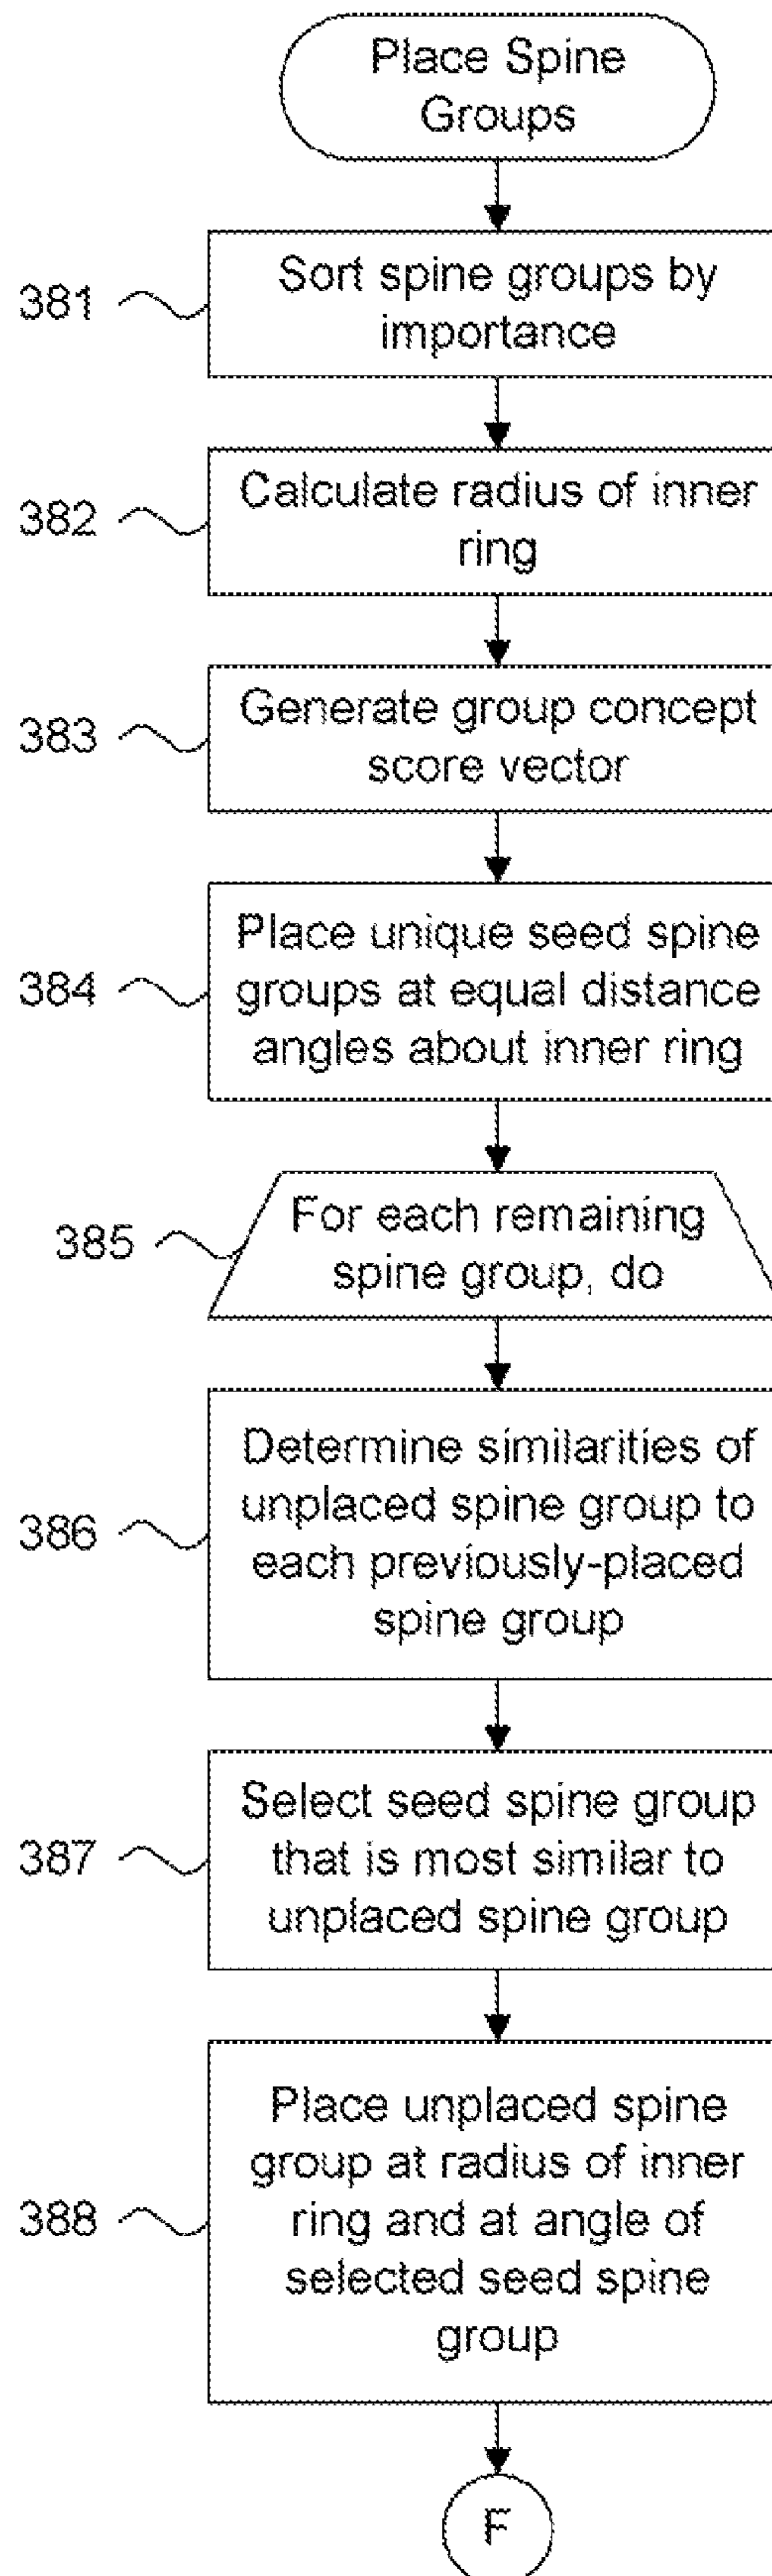 Place Spine
Groups
381
Sort spine groups by
importance
382
Calculate radius of inner
ring
383
Generate group concept
score vector
384
Place unique seed spine
groups at equal distance
angles about inner ring
385
For each remaining
spine group, do
386
Determine similarities of
unplaced spine group to
each previously-placed
spine group
387
Select seed spine group
that is most similar to
unplaced spine group
388
Place unplaced spine
group at radius of inner
ring and at angle of
selected seed spine
group
F